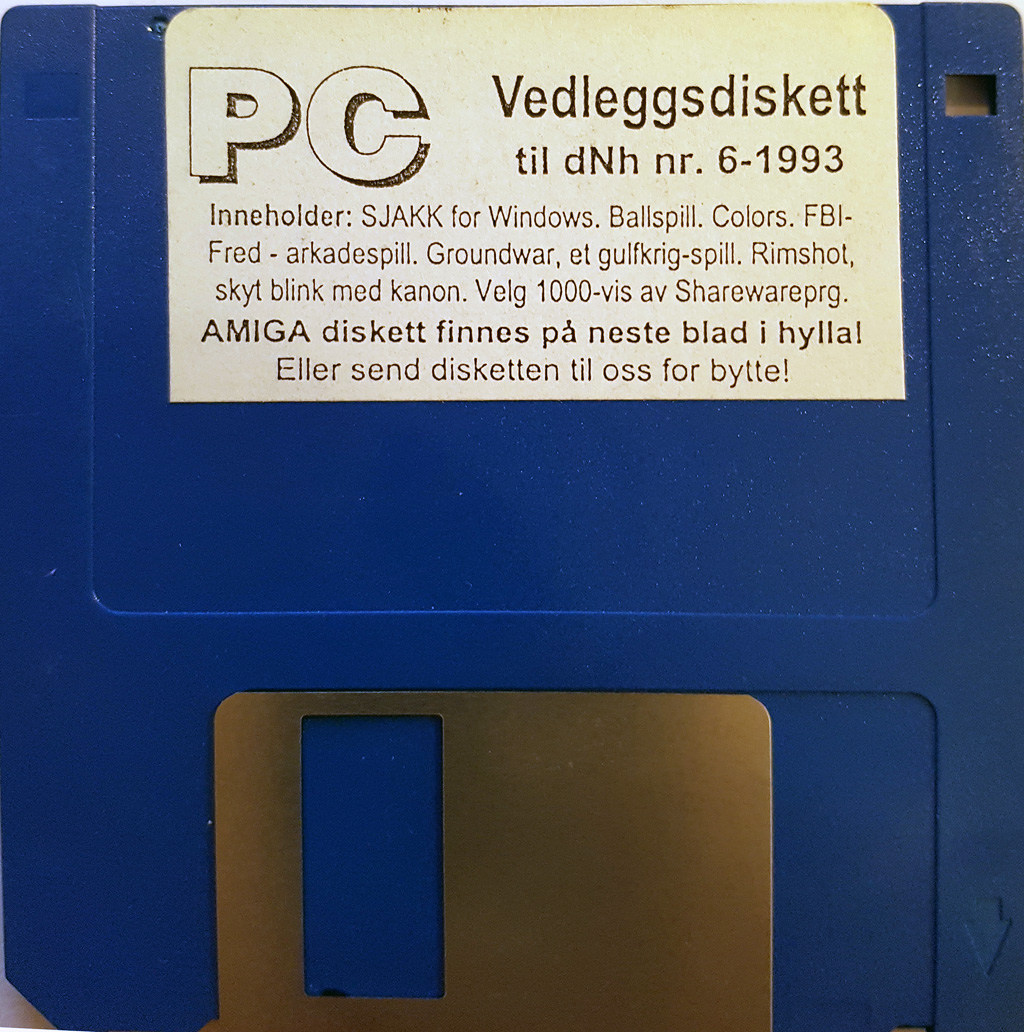 PC
Vedleggsdiskett
til dNh nr. 6-1993
Inneholder: SJAKK for Windows. Ballspill. Colors. FBI-
Fred - arkadespill. Groundwar, et gulfkrig-spill. Rimshot,
skyt blink med kanon. Velg 1000-vis av Sharewareprg.
AMIGA diskett finnes på neste blad i hylla!
Eller send disketten til oss for bytte!